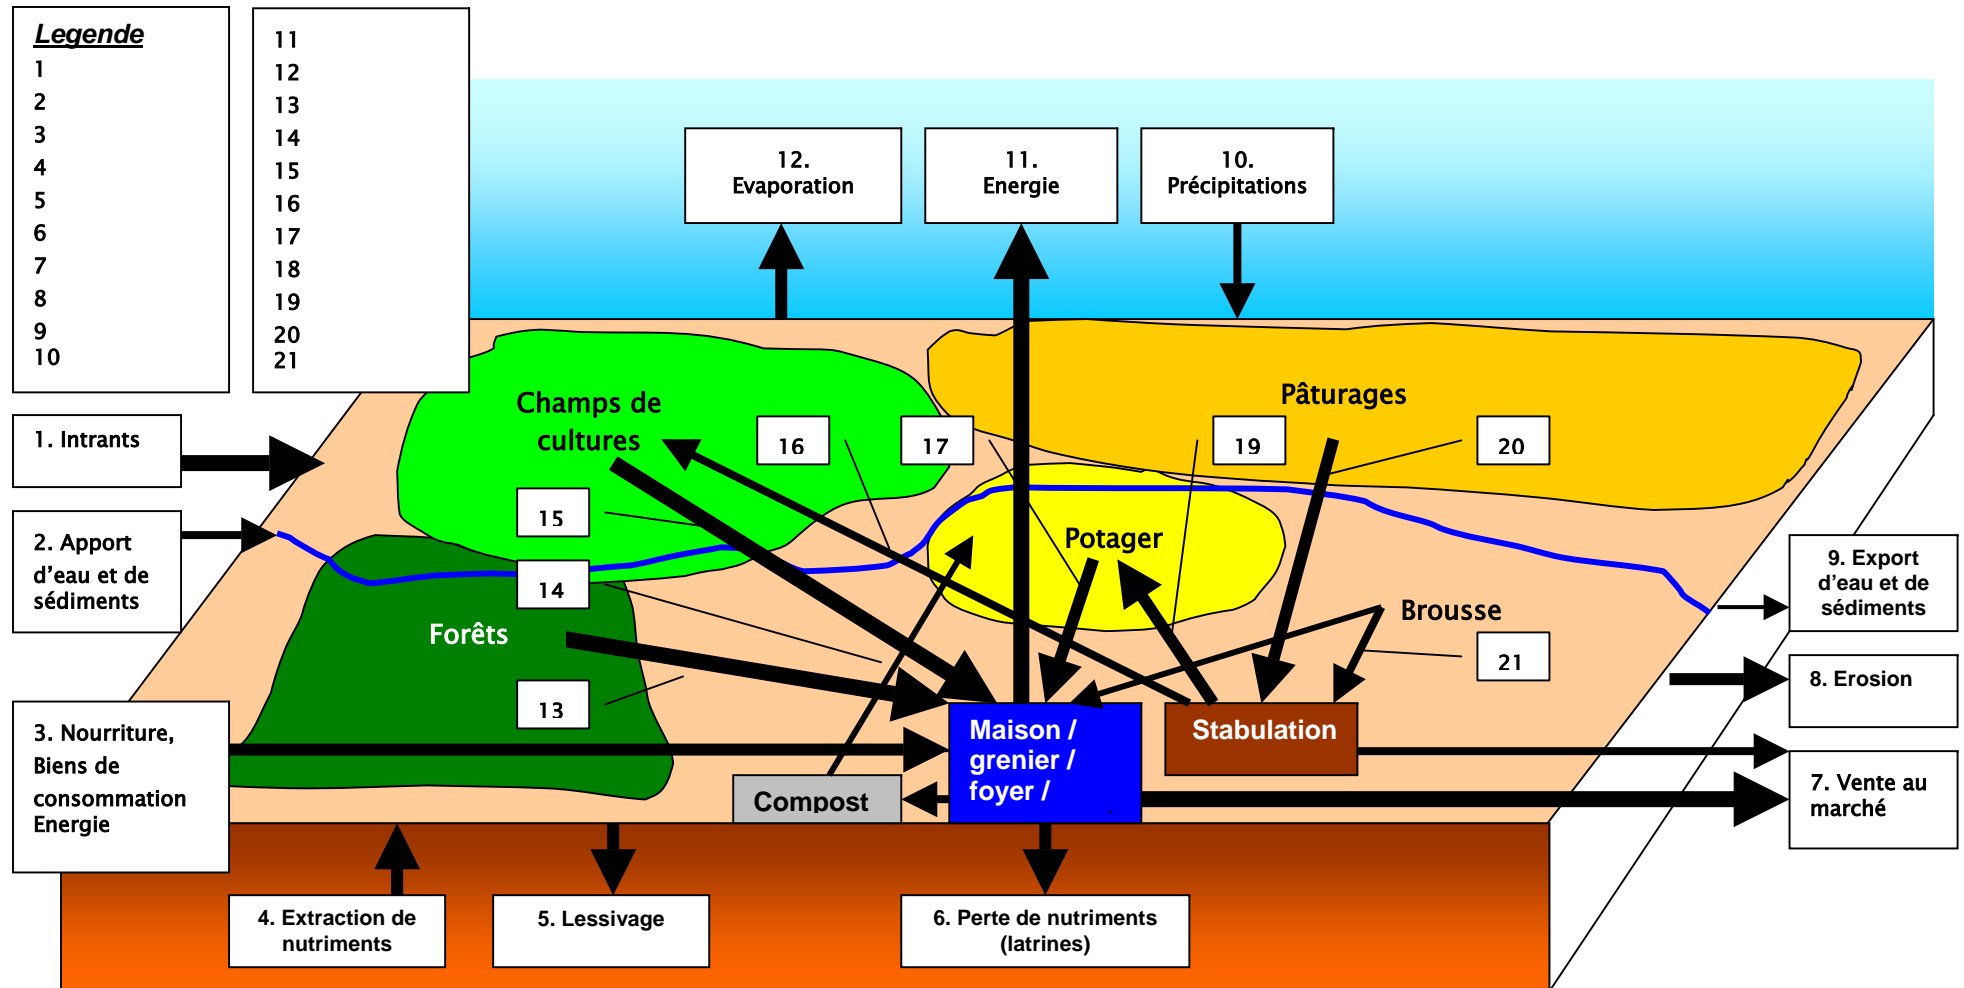 Legende
1
2
3
4
5
6
7
8
9
10
11
12
13
14
15
16
17
18
19
20
21
12.
Evaporation
11.
Energie
10.
Précipitations
1. Intrants
2. Apport
d'eau et de
sédiments
3. Nourriture,
Biens de
consommation
Energie
Champs de
cultures
16
17
Pâturages
19
20
15
14
Potager
Forêts
13
Brousse
21
9. Export
d'eau et de
sédiments
8. Erosion
7. Vente au
marché
Maison /
grenier /
foyer /
Stabulation
Compost
4. Extraction de
nutriments
5. Lessivage
6. Perte de nutriments
(latrines)